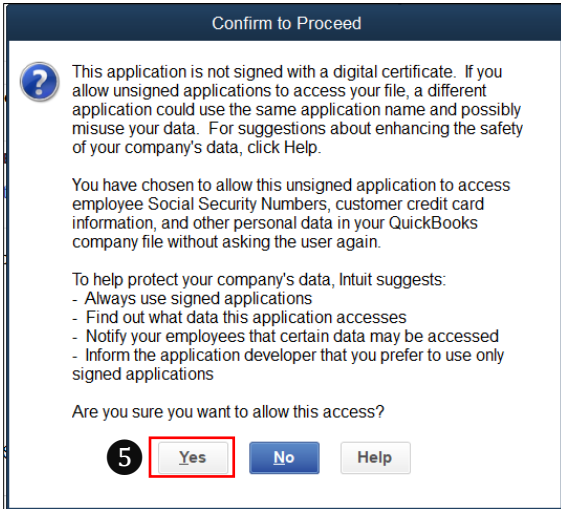 Confirm to Proceed
This application is not signed with a digital certificate.  If you
allow unsigned applications to access your file, a different
application could use the same application name and possibly
misuse your data.  For suggestions about enhancing the safety
of your company's data, click Help.
You have chosen to allow this unsigned application to access
employee Social Security Numbers, customer credit card
information, and other personal data in your QuickBooks
company file without asking the user again.
To help protect your company's data, Intuit suggests:
- Always use signed applications
- Find out what data this application accesses
- Notify your employees that certain data may be accessed
- Inform the application developer that you prefer to use only
signed applications
Are you sure you want to allow this access?
5 Yes No Help